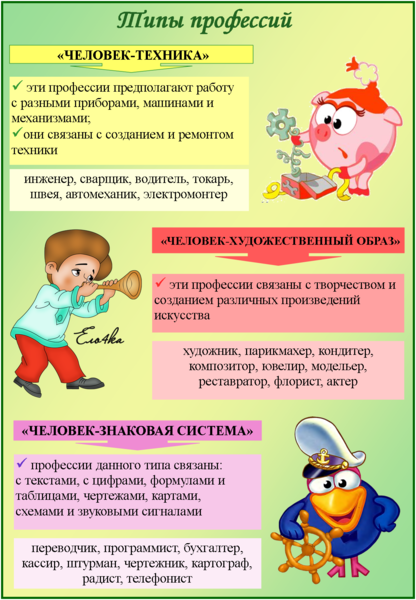 Типы профессий
«ЧЕЛОВЕК-ТЕХНИКА»
✓ эти профессии предполагают работу
с разными приборами, машинами и
механизмами;
✓они связаны с созданием и ремонтом
техники
инженер, сварщик, водитель, токарь,
швея, автомеханик, электромонтер
«ЧЕЛОВЕК-ХУДОЖЕСТВЕННЫЙ ОБРАЗ»
✓ эти профессии связаны с творчеством и
созданием различных произведений
искусства
художник, парикмахер, кондитер,
композитор, ювелир, модельер,
реставратор, флорист, актер
Ело4ка
«ЧЕЛОВЕК-ЗНАКОВАЯ СИСТЕМА»
✓ профессии данного типа связаны:
с текстами, с цифрами, формулами и
таблицами, чертежами, картами,
схемами и звуковыми сигналами
переводчик, программист, бухгалтер,
кассир, штурман, чертежник, картограф,
радист, телефонист